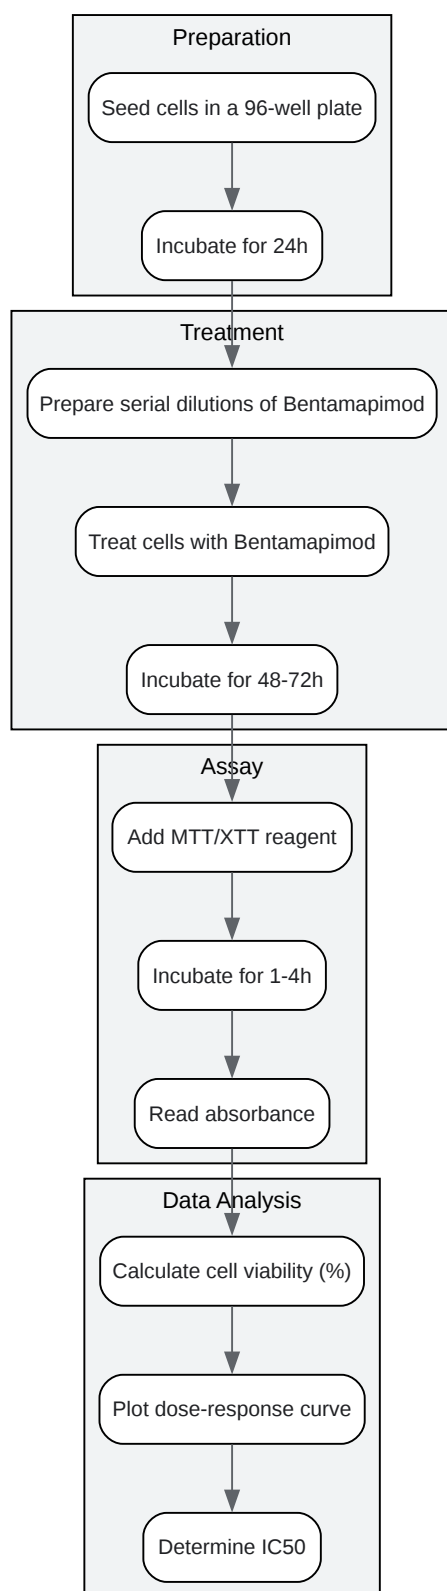 Preparation
Seed cells in a 96-well plate
Incubate for 24h
Treatment
Prepare serial dilutions of Bentamapimod
Treat cells with Bentamapimod
Incubate for 48-72h
Assay
Add MTT/XTT reagent
Incubate for 1-4h
Read absorbance
Data Analysis
Calculate cell viability (%)
Plot dose-response curve
Determine IC50